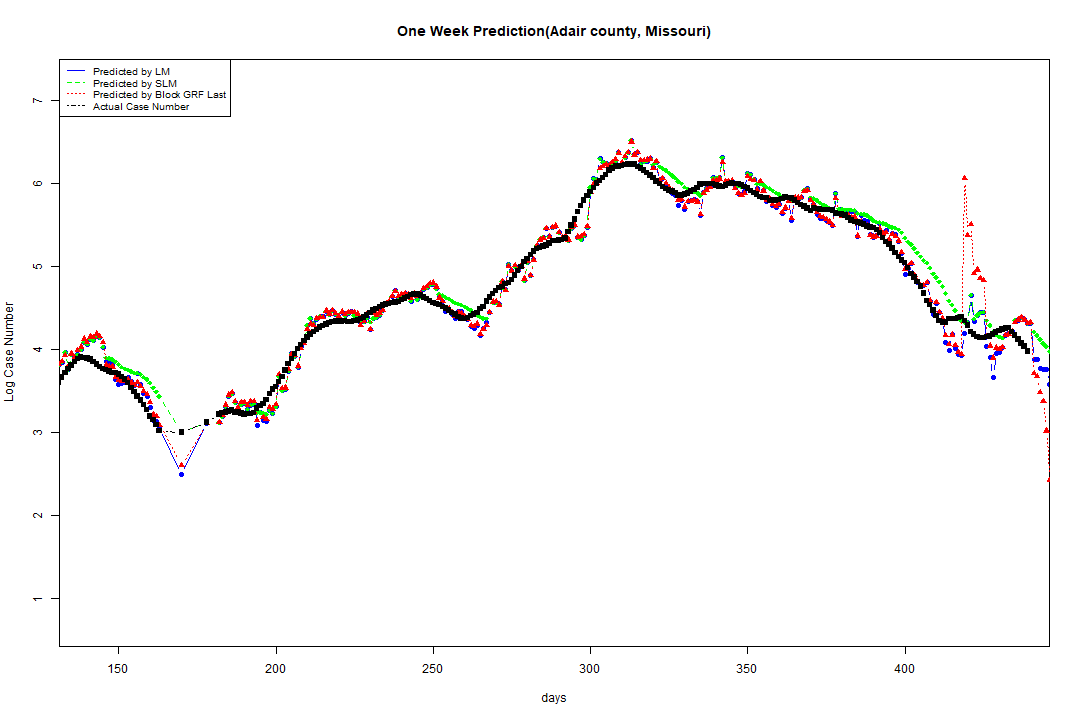 One Week Prediction(Adair county, Missouri)
Predicted by LM
Predicted by SLM
Predicted by Block GRF Last
Actual Case Number
7
6
5
4
3
2
1
Log Case Number
150 200 250 300 350 400
days